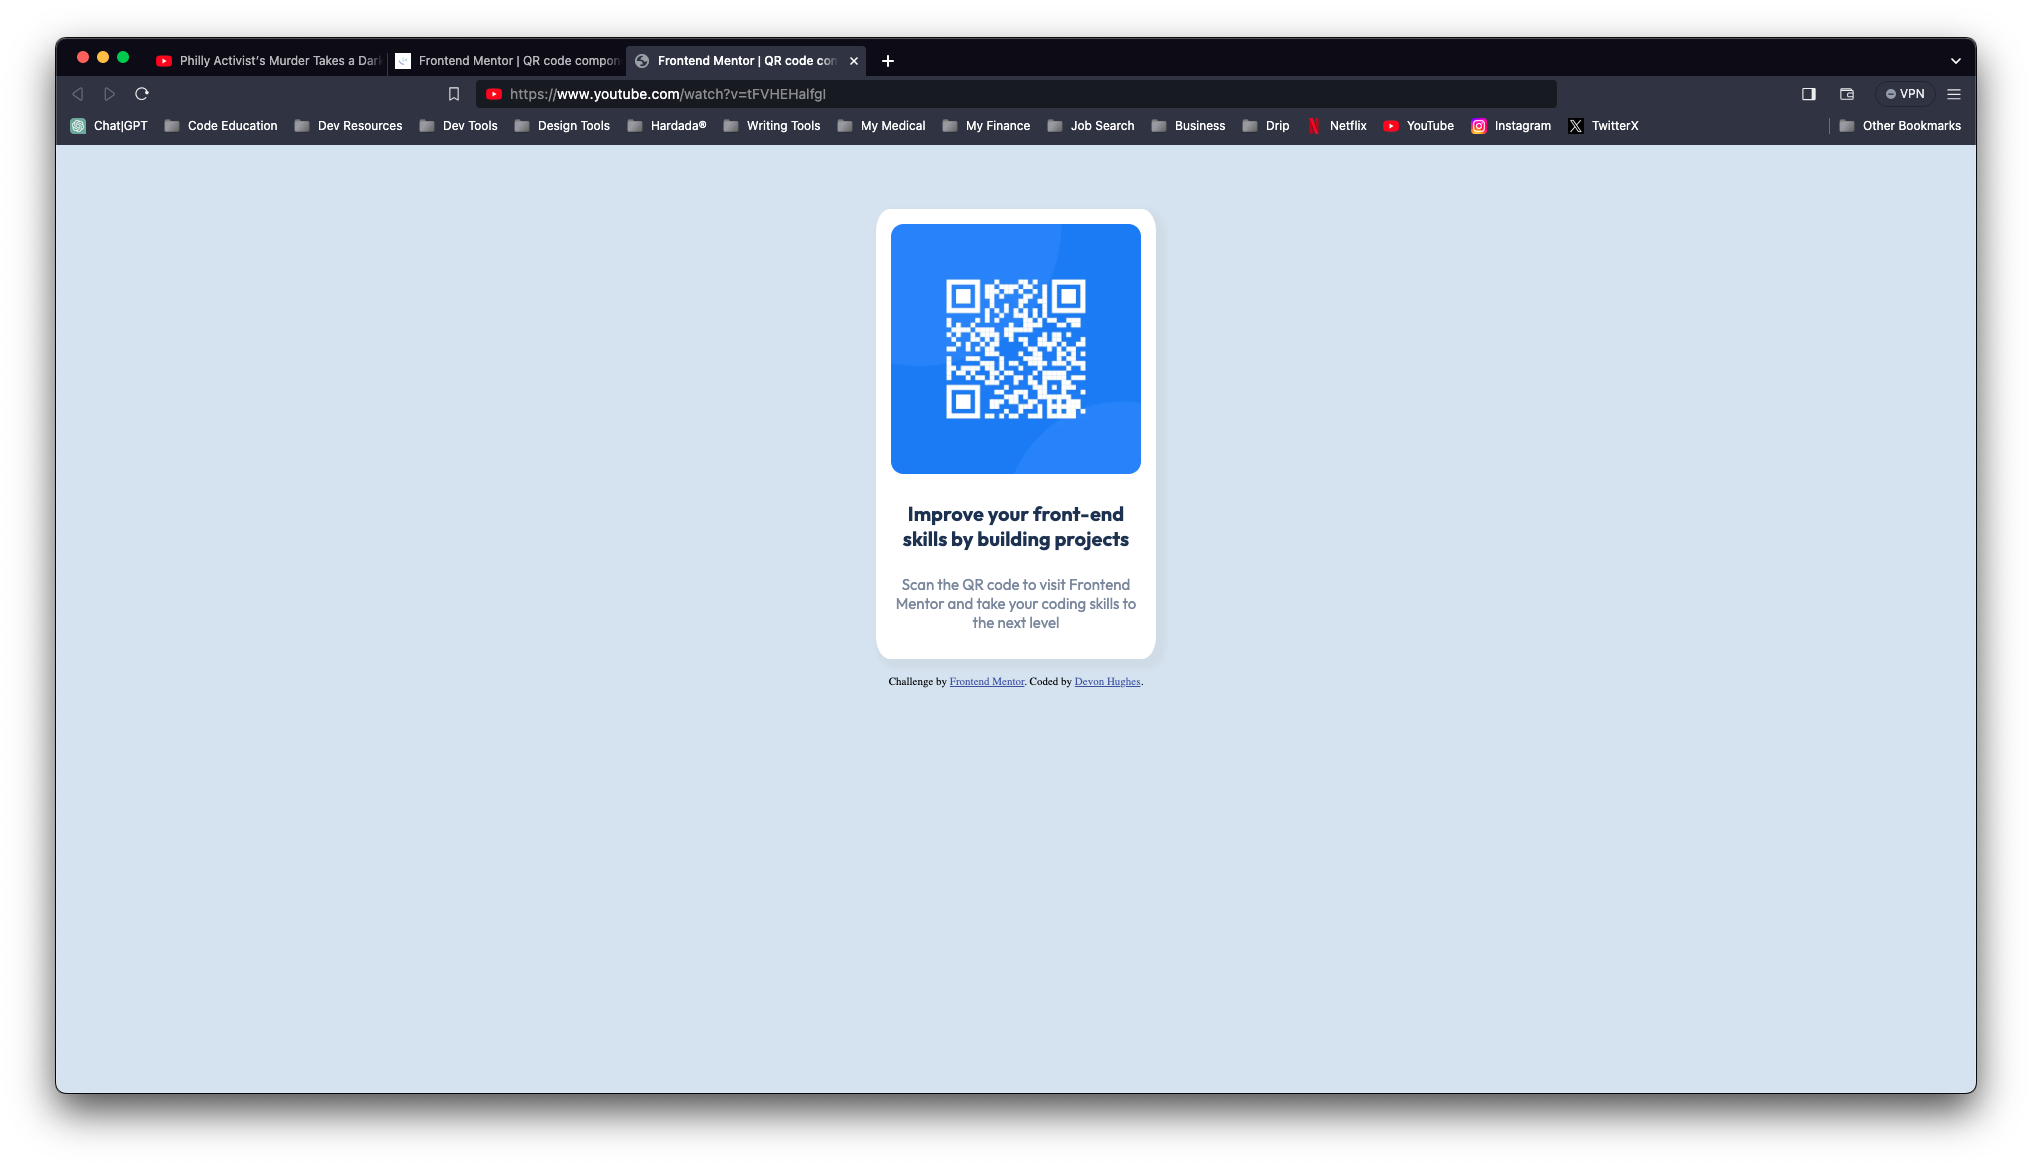 Philly Activist's Murder Takes a Dar
Frontend Mentor | QR code compon
Frontend Mentor | QR code con
https://www.youtube.com/watch?v=tFVHEHalfgI
VPN
Chat|GPT
Code Education
Dev Resources
Dev Tools
Design Tools
Hardada®
Writing Tools
My Medical
My Finance
Job Search
Business
Drip
Netflix
YouTube
Instagram
TwitterX
Other Bookmarks
Improve your front-end
skills by building projects
Scan the QR code to visit Frontend
Mentor and take your coding skills to
the next level
Challenge by Frontend Mentor. Coded by Devon Hughes.